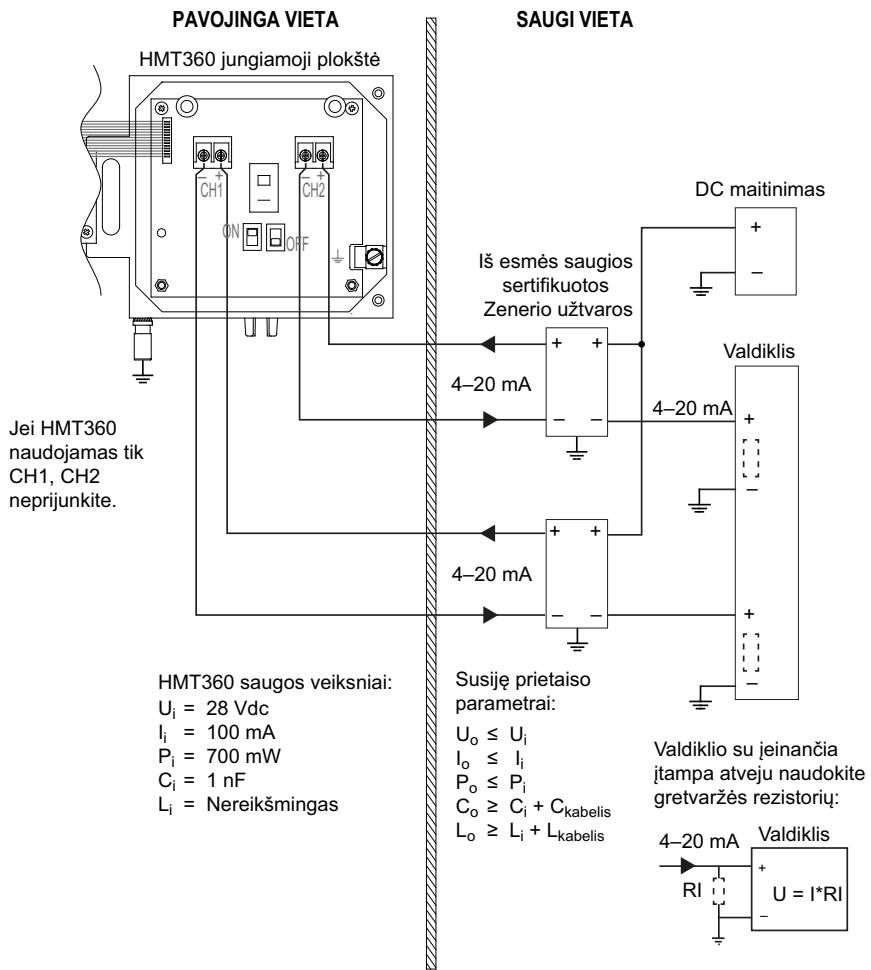 PAVOJINGA VIETA
SAUGI VIETA
HMT360 jungiamoji plokštė
– +
CH1
– +
CH2
ON
OFF
DC maitinimas
+
–
Iš esmės saugios
sertifikuotos
Zenerio užtvaros
+ +
– –
4–20 mA
4–20 mA
Valdiklis
+
–
Jei HMT360
naudojamas tik
CH1, CH2
neprijunkite.
+ +
– –
4–20 mA
+
–
HMT360 saugos veiksniai:
Uᵢ = 28 Vdc
Iᵢ = 100 mA
Pᵢ = 700 mW
Cᵢ = 1 nF
Lᵢ = Nereikšmingas
Susiję prietaiso
parametrai:
Uₒ ≤ Uᵢ
Iₒ ≤ Iᵢ
Pₒ ≤ Pᵢ
Cₒ ≥ Cᵢ + Ckabelis
Lₒ ≥ Lᵢ + Lkabelis
Valdiklio su įeinančia
įtampa atveju naudokite
gretvaržės rezistorių:
4–20 mA
Valdiklis
RI
+
–
U = I*RI